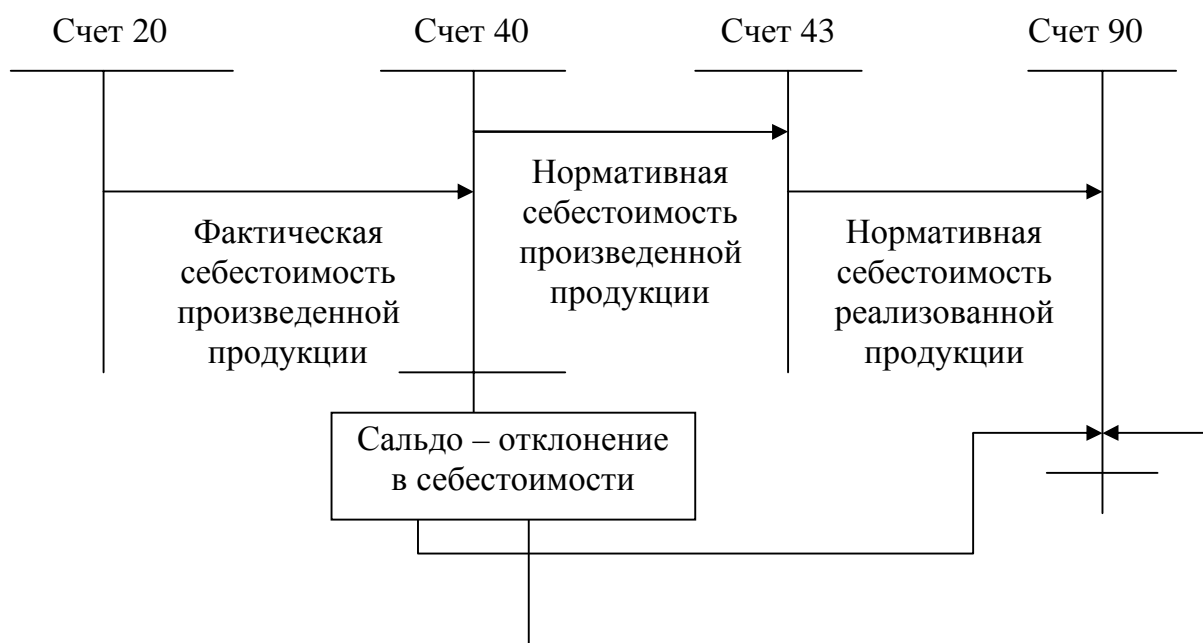 Счет 20
Счет 40
Счет 43
Счет 90
Фактическая
себестоимость
произведенной
продукции
Нормативная
себестоимость
произведенной
продукции
Нормативная
себестоимость
реализованной
продукции
Сальдо – отклонение
в себестоимости